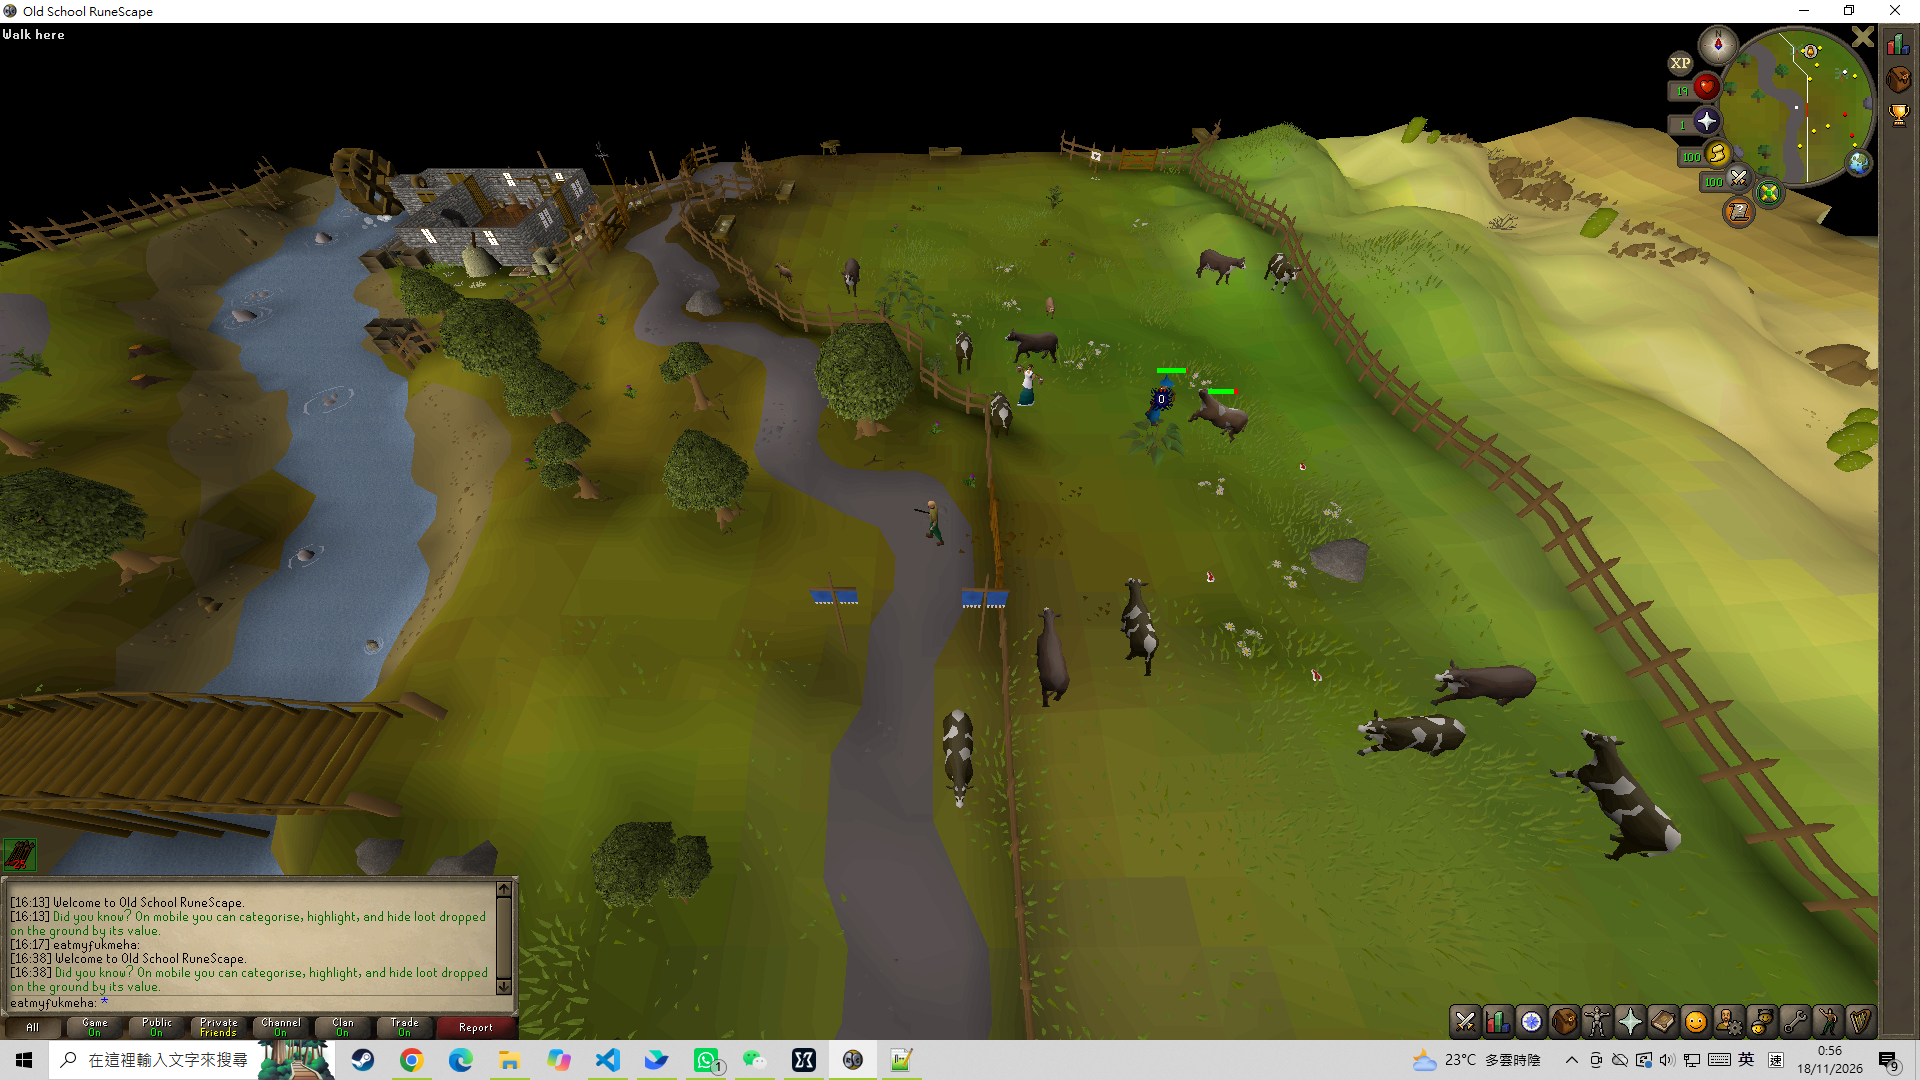 Old School RuneScape
Walk here
N
XP
19
1
100
100
0
25
[16:13] Welcome to Old School RuneScape.
[16:13] Did you know? On mobile you can categorise, highlight, and hide loot dropped
on the ground by its value.
[16:17] eatmyfukmeha:
[16:38] Welcome to Old School RuneScape.
[16:38] Did you know? On mobile you can categorise, highlight, and hide loot dropped
on the ground by its value.
eatmyfukmeha: *
All
Game
On
Public
On
Private
Friends
Channel
On
Clan
On
Trade
On
Report
在這裡輸入文字來搜尋
1
23°C 多雲時陰
英
速
0:56
18/11/2026
9